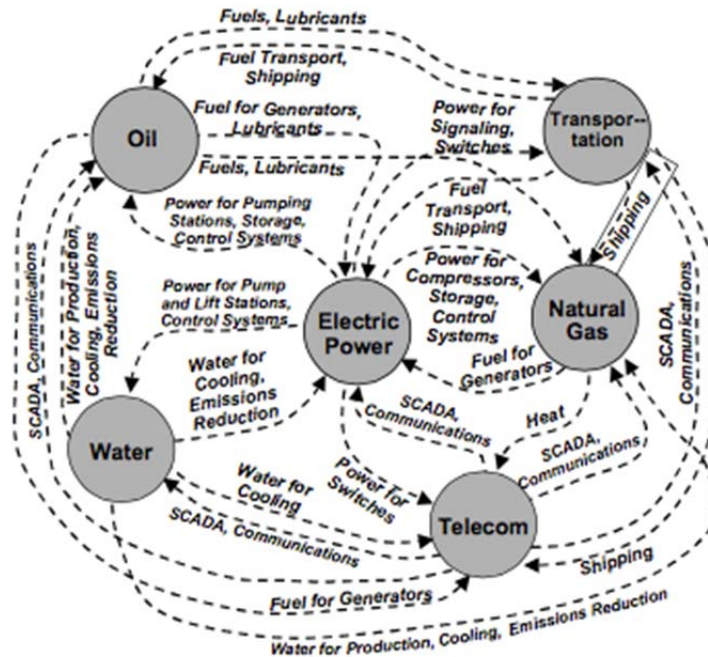 Fuels, Lubricants
Fuel Transport,
Shipping
Oil
Fuel for Generators,
Lubricants
Fuels, Lubricants
Power for
Signaling,
Switches
Transpor--
tation
Fuel
Transport,
Shipping
Shipping
Power for Pumping
Stations, Storage,
Control Systems
Power for
Compressors,
Storage,
Control
Systems
Natural
Gas
Power for Pump
and Lift Stations,
Control Systems
Electric
Power
Fuel for
Generators
SCADA,
Communications
SCADA, Communications
Water for Production,
Cooling, Emissions
Reduction
Water for
Cooling,
Emissions
Reduction
Water
SCADA,
Communications
Heat
SCADA,
Communications
Water for
Cooling
Power for
Switches
Telecom
SCADA, Communications
Shipping
Fuel for Generators
Water for Production, Cooling, Emissions Reduction